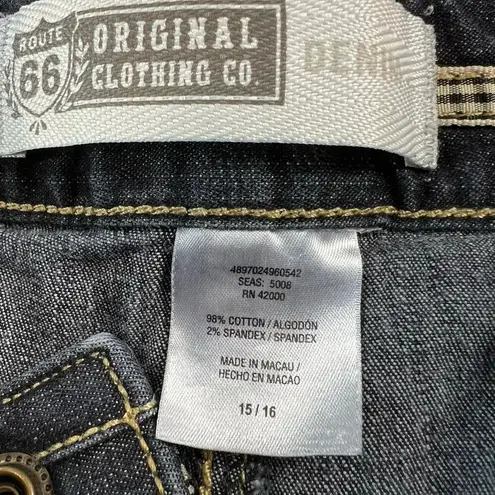 ROUTE
66
ORIGINAL
CLOTHING CO.
4897024960542
SEAS: 5008
RN 42000
98% COTTON / ALGODÓN
2% SPANDEX / SPANDEX
MADE IN MACAU /
HECHO EN MACAO
15 / 16